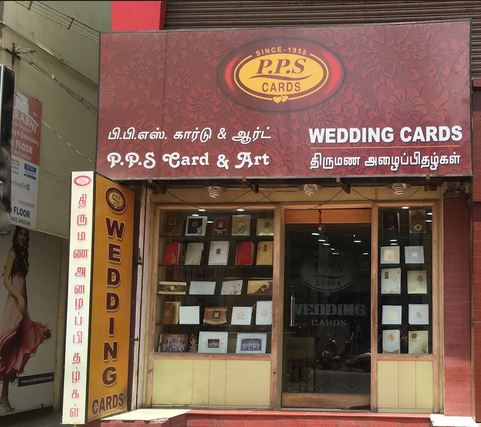 SINCE-1958
P.P.S
CARDS
பி.பி.எஸ். கார்டு & ஆர்ட்
P.P.S Card & Art
WEDDING CARDS
திருமண அழைப்பிதழ்கள்
P.P.S
திருமண அழைப்பிதழ்கள்
P.P.S
WEDDING
CARDS
PPS
CARDS
WEDDING
CARDS
FLOOR
FLOOR